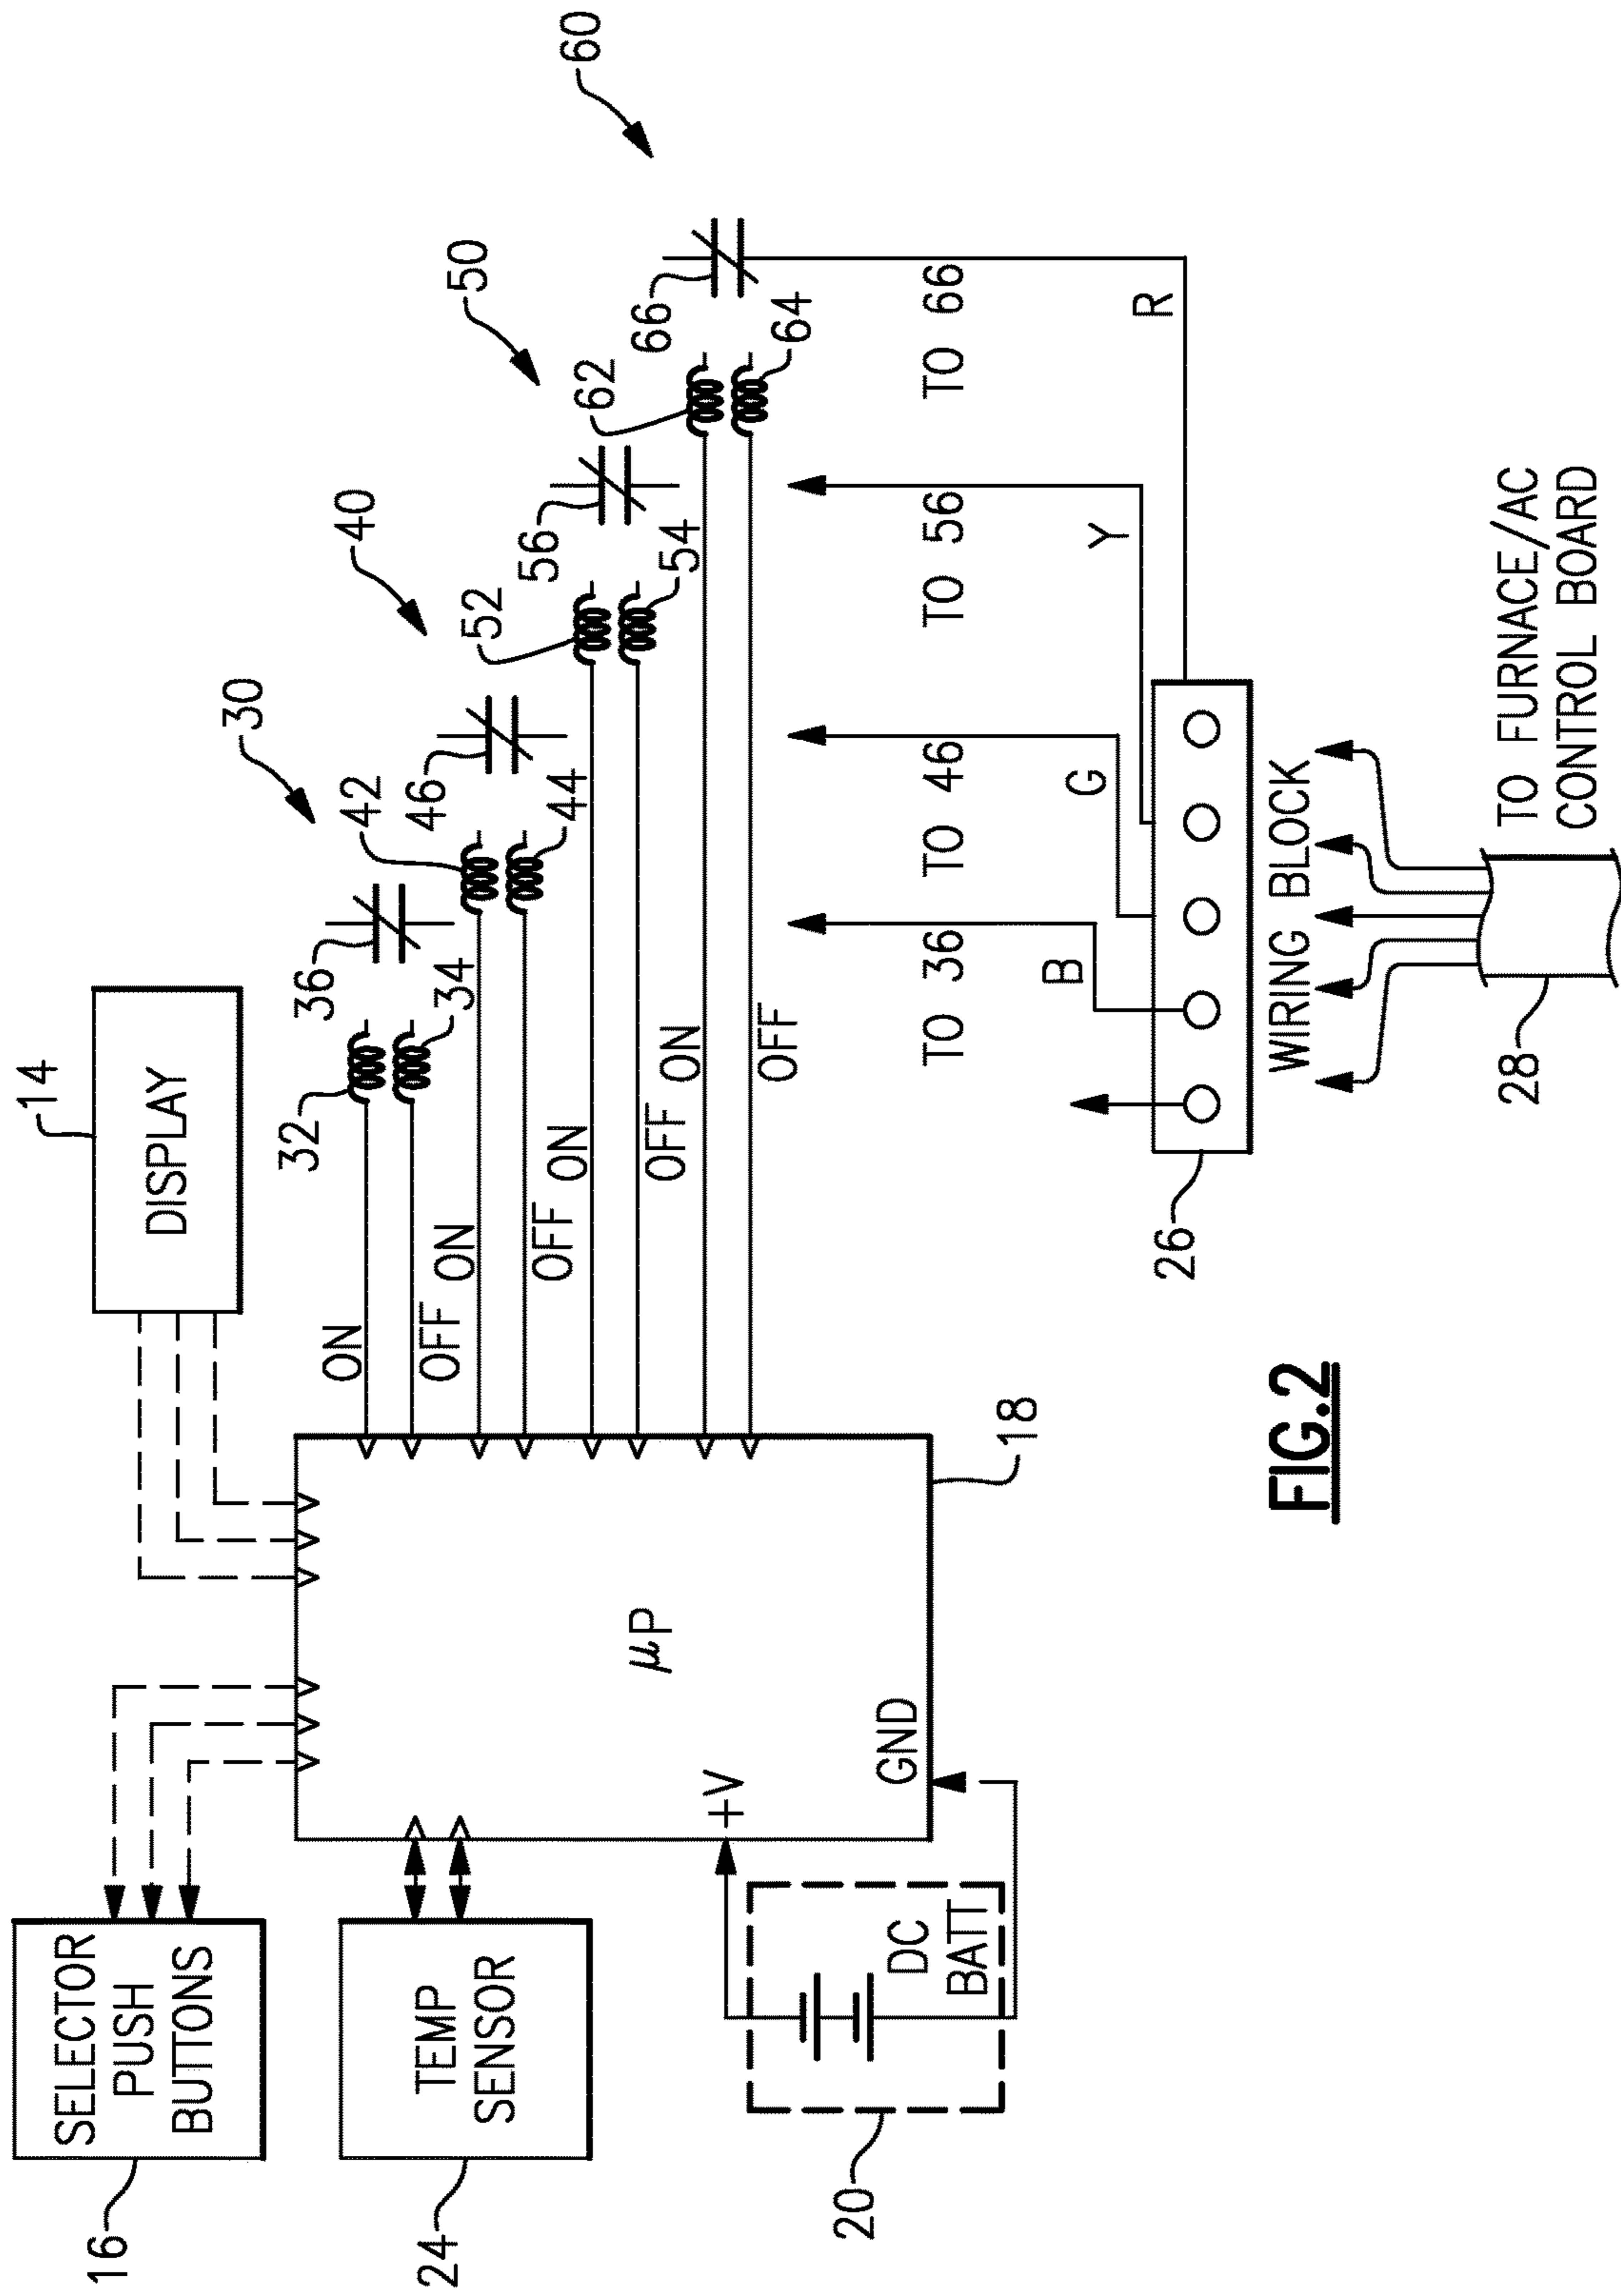 SELECTOR
PUSH
BUTTONS
16
DISPLAY
14
TEMP
SENSOR
24
DC
BATT
20
+V
GND
μP
18
ON
OFF
32
34
36
30
ON
OFF
42
44
46
40
ON
OFF
52
54
56
50
ON
OFF
62
64
66
60
TO 36
TO 46
TO 56
TO 66
B
G
Y
R
26
WIRING BLOCK
28
TO FURNACE/AC
CONTROL BOARD
FIG.2